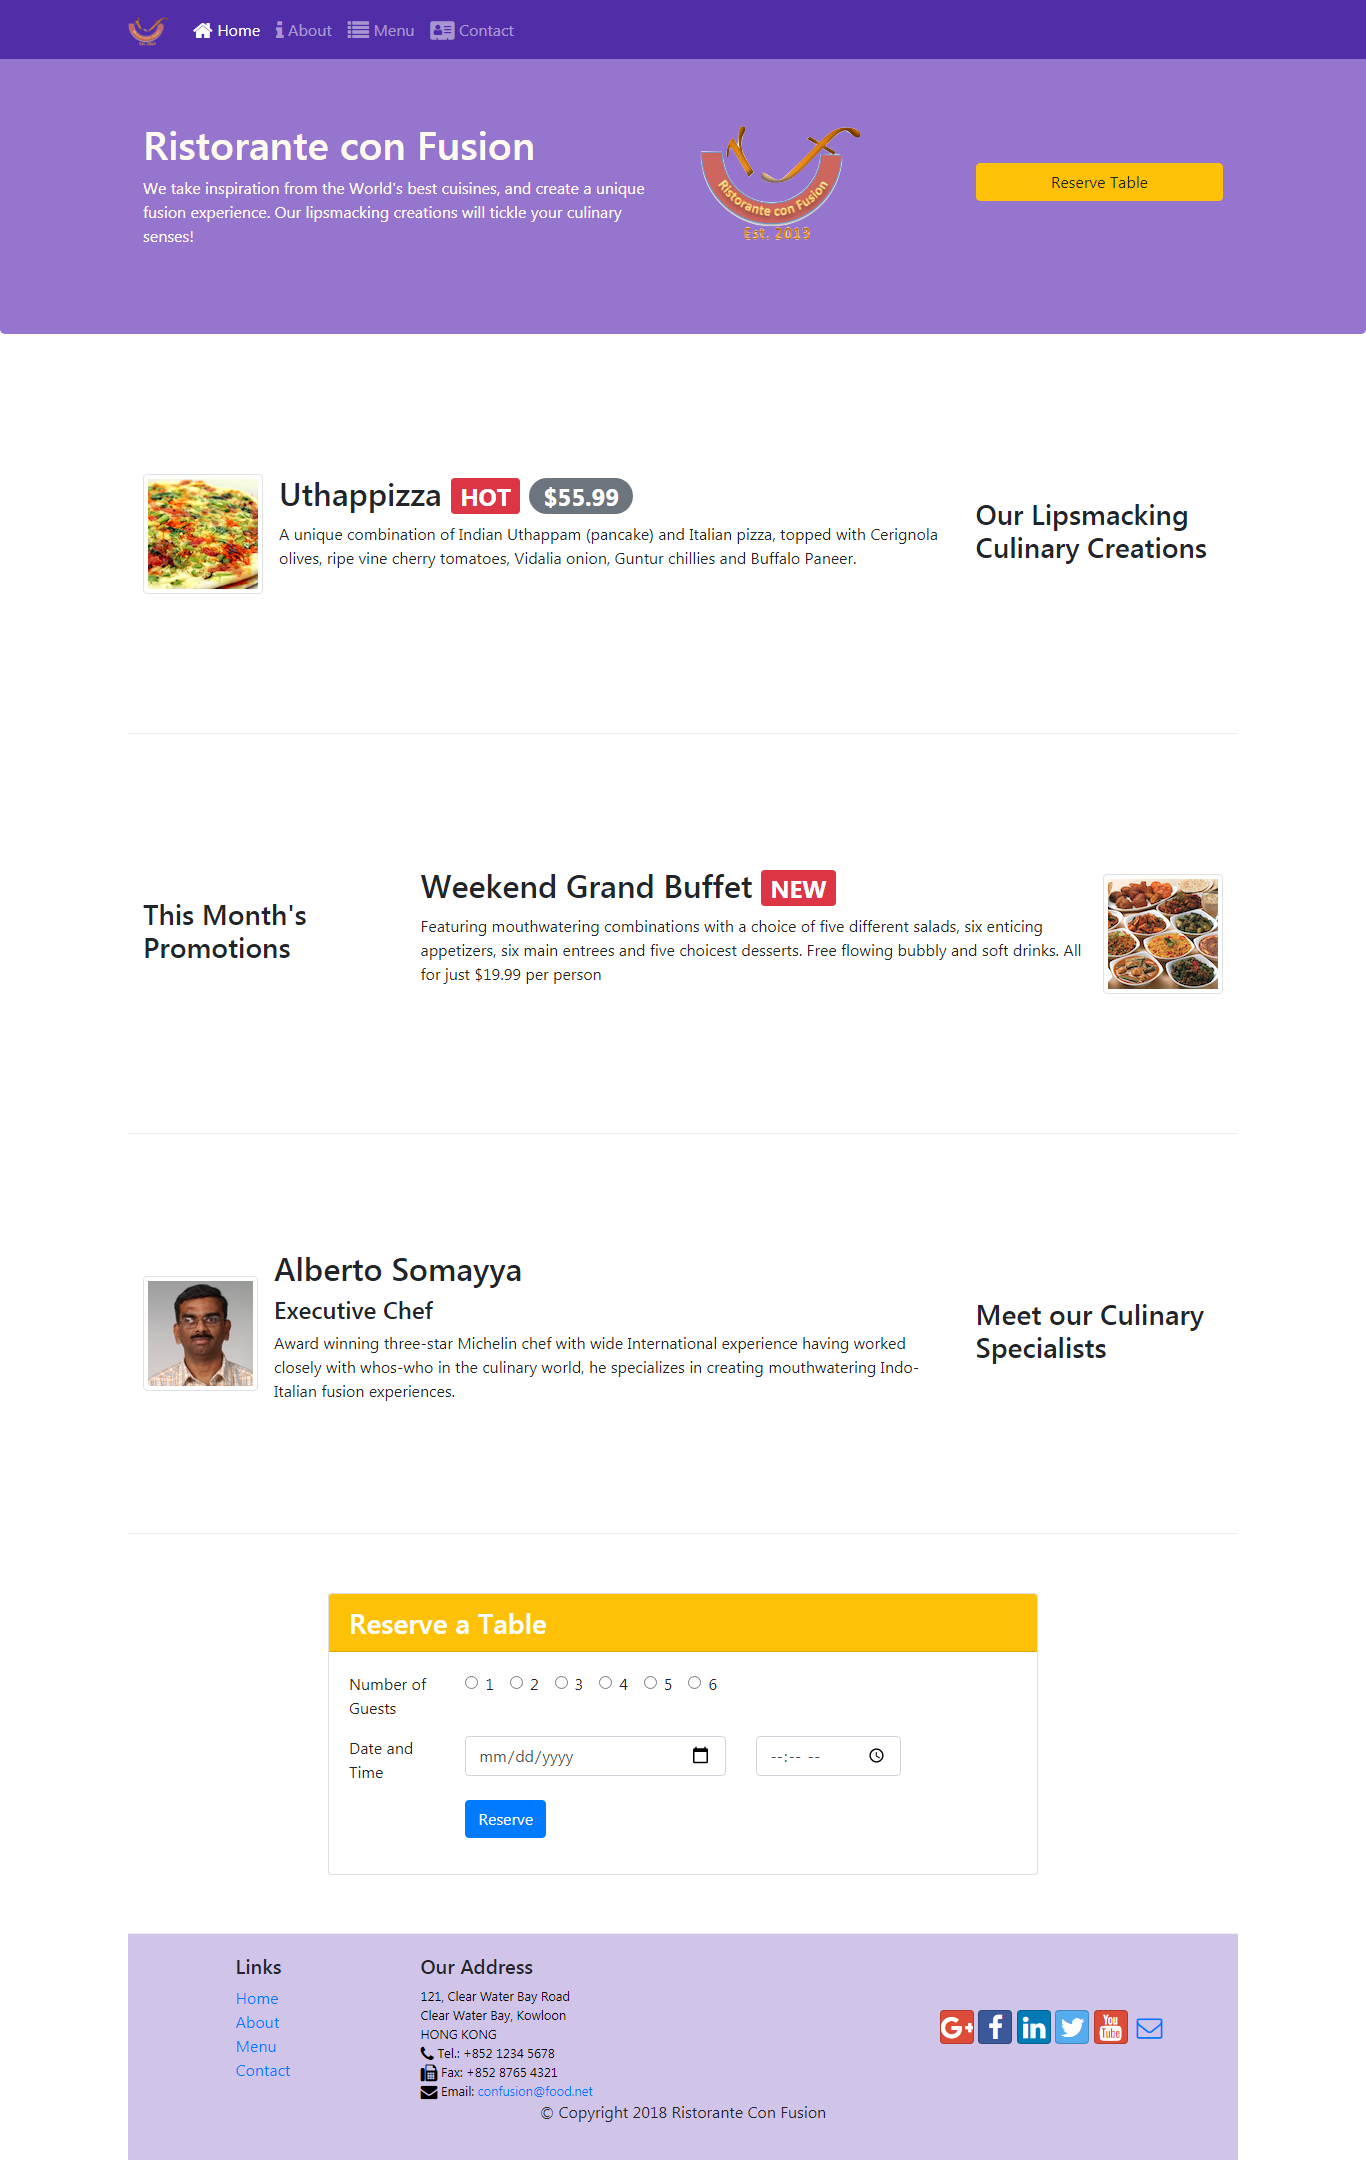 Home About Menu Contact
Ristorante con Fusion
We take inspiration from the World's best cuisines, and create a unique
fusion experience. Our lipsmacking creations will tickle your culinary
senses!
Ristorante con Fusion
Est. 2013
Reserve Table
Uthappizza HOT $55.99
A unique combination of Indian Uthappam (pancake) and Italian pizza, topped with Cerignola
olives, ripe vine cherry tomatoes, Vidalia onion, Guntur chillies and Buffalo Paneer.
Our Lipsmacking
Culinary Creations
This Month's
Promotions
Weekend Grand Buffet NEW
Featuring mouthwatering combinations with a choice of five different salads, six enticing
appetizers, six main entrees and five choicest desserts. Free flowing bubbly and soft drinks. All
for just $19.99 per person
Alberto Somayya
Executive Chef
Award winning three-star Michelin chef with wide International experience having worked
closely with whos-who in the culinary world, he specializes in creating mouthwatering Indo-
Italian fusion experiences.
Meet our Culinary
Specialists
Reserve a Table
Number of
Guests
1 2 3 4 5 6
Date and
Time
mm/dd/yyyy
--:-- --
Reserve
Links
Home
About
Menu
Contact
Our Address
121, Clear Water Bay Road
Clear Water Bay, Kowloon
HONG KONG
Tel.: +852 1234 5678
Fax: +852 8765 4321
Email: confusion@food.net
G+ f in You Tube
© Copyright 2018 Ristorante Con Fusion